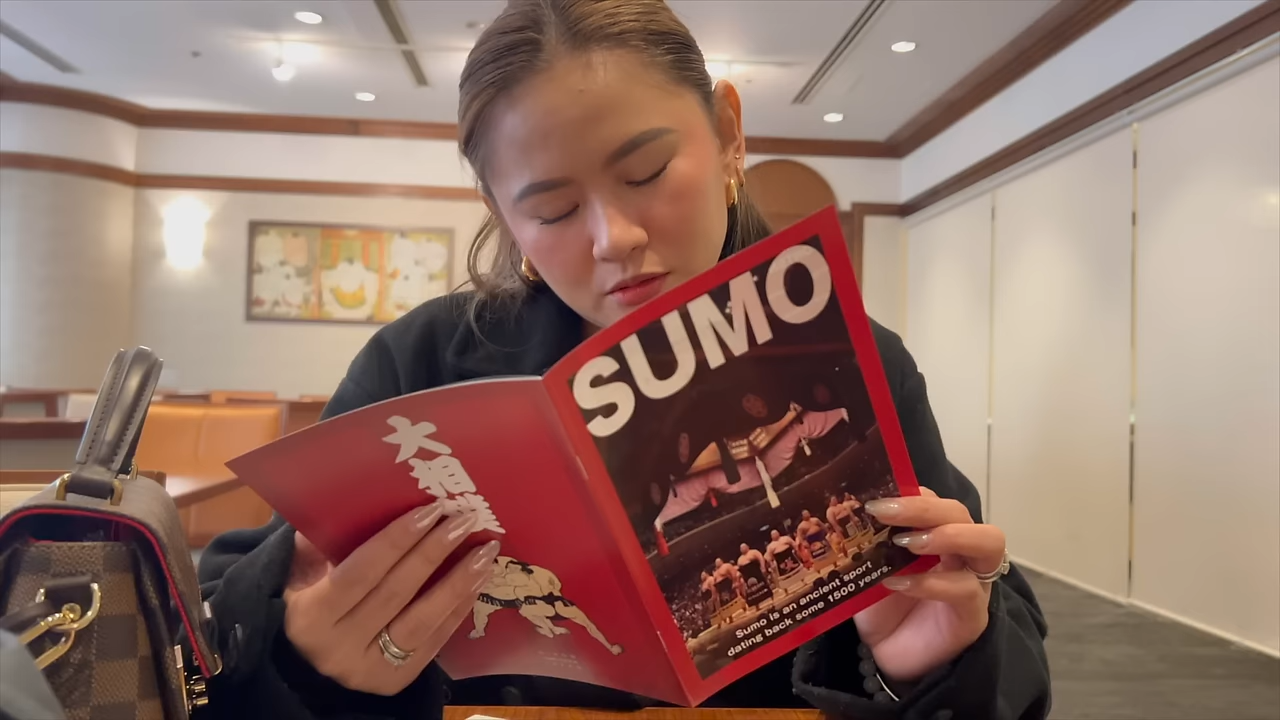 SUMO
Sumo is an ancient sport
dating back some 1500 years.
大相撲